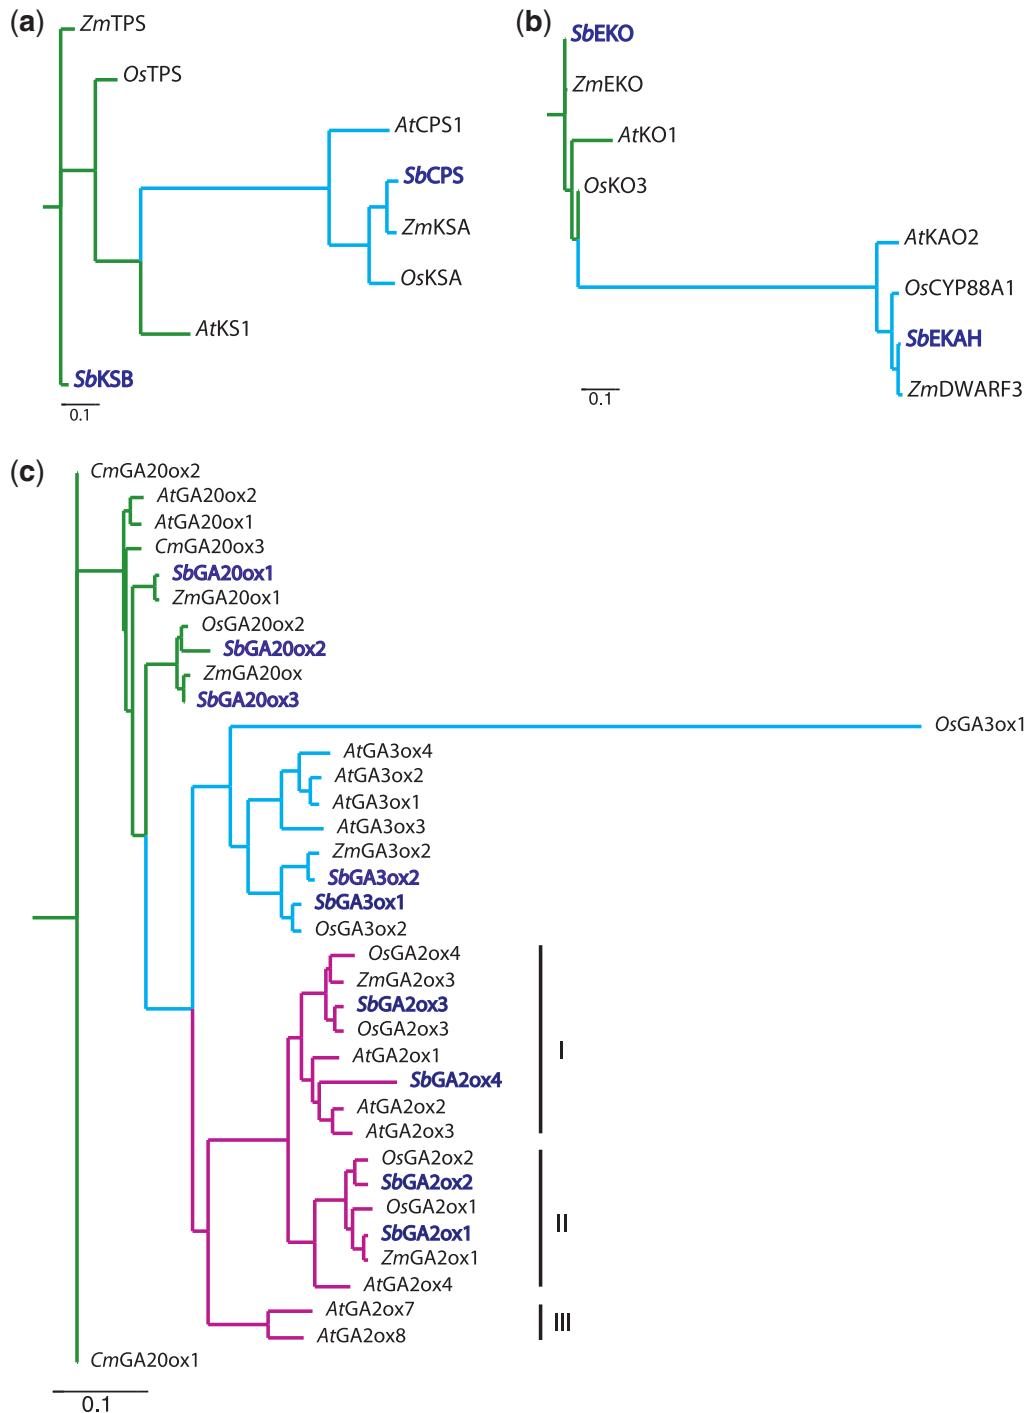 (a)
ZmTPS
OsTPS
AtCPS1
SbCPS
ZmKSA
OsKSA
AtKS1
SbKSB
0.1
(b)
SbEKO
ZmEKO
AtKO1
OsKO3
AtKAO2
OsCYP88A1
SbEKAH
ZmDWARF3
0.1
(c)
CmGA20ox2
AtGA20ox2
AtGA20ox1
CmGA20ox3
SbGA20ox1
ZmGA20ox1
OsGA20ox2
SbGA20ox2
ZmGA20ox
SbGA20ox3
OsGA3ox1
AtGA3ox4
AtGA3ox2
AtGA3ox1
AtGA3ox3
ZmGA3ox2
SbGA3ox2
SbGA3ox1
OsGA3ox2
OsGA2ox4
ZmGA2ox3
SbGA2ox3
OsGA2ox3
I
AtGA2ox1
SbGA2ox4
AtGA2ox2
AtGA2ox3
OsGA2ox2
SbGA2ox2
OsGA2ox1
II
SbGA2ox1
ZmGA2ox1
AtGA2ox4
AtGA2ox7
III
AtGA2ox8
CmGA20ox1
0.1